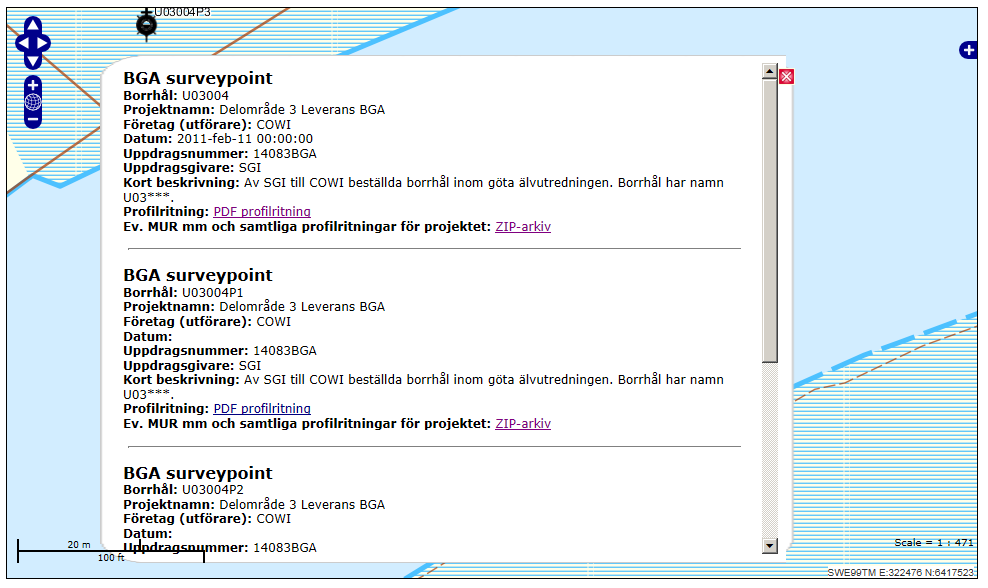 U03004P3
BGA surveypoint
Borrhål: U03004
Projektnamn: Delområde 3 Leverans BGA
Företag (utförare): COWI
Datum: 2011-feb-11 00:00:00
Uppdragsnummer: 14083BGA
Uppdragsgivare: SGI
Kort beskrivning: Av SGI till COWI beställda borrhål inom göta älvutredningen. Borrhål har namn
U03***.
Profilritning: PDF profilritning
Ev. MUR mm och samtliga profilritningar för projektet: ZIP-arkiv
BGA surveypoint
Borrhål: U03004P1
Projektnamn: Delområde 3 Leverans BGA
Företag (utförare): COWI
Datum:
Uppdragsnummer: 14083BGA
Uppdragsgivare: SGI
Kort beskrivning: Av SGI till COWI beställda borrhål inom göta älvutredningen. Borrhål har namn
U03***.
Profilritning: PDF profilritning
Ev. MUR mm och samtliga profilritningar för projektet: ZIP-arkiv
BGA surveypoint
Borrhål: U03004P2
Projektnamn: Delområde 3 Leverans BGA
Företag (utförare): COWI
Datum:
Uppdragsnummer: 14083BGA
20 m
100 ft
Scale = 1 : 471
SWE99TM E:322476 N:6417523